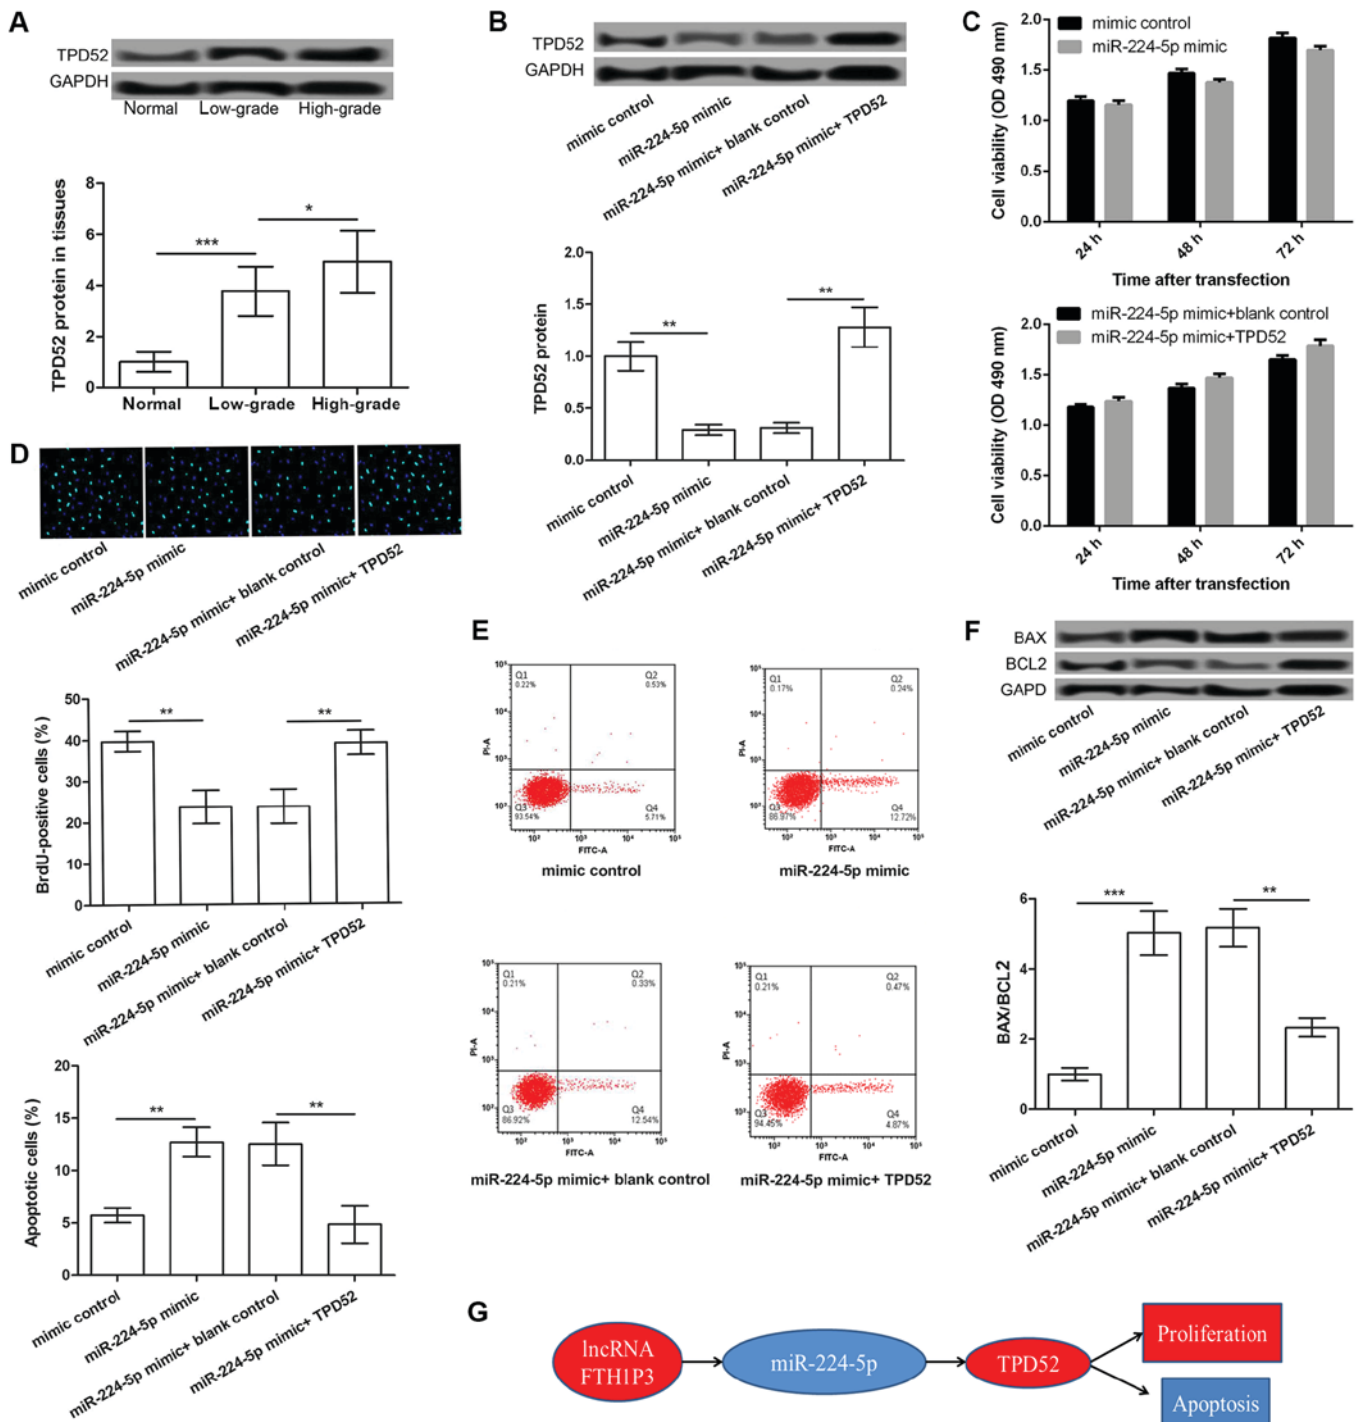 A
TPD52
GAPDH
Normal Low-grade High-grade
TPD52 protein in tissues
8
6
4
2
0
***
*
Normal Low-grade High-grade
B
TPD52
GAPDH
mimic control
miR-224-5p mimic
miR-224-5p mimic+ blank control
miR-224-5p mimic+ TPD52
TPD52 protein
2.0
1.5
1.0
0.5
0.0
**
**
mimic control
miR-224-5p mimic
miR-224-5p mimic+ blank control
miR-224-5p mimic+ TPD52
C
mimic control
miR-224-5p mimic
Cell viability (OD 490 nm)
2.0
1.5
1.0
0.5
0.0
24 h
48 h
72 h
Time after transfection
miR-224-5p mimic+blank control
miR-224-5p mimic+TPD52
Cell viability (OD 490 nm)
2.0
1.5
1.0
0.5
0.0
24 h
48 h
72 h
Time after transfection
D
mimic control
miR-224-5p mimic
miR-224-5p mimic+ blank control
miR-224-5p mimic+ TPD52
BrdU-positive cells (%)
50
40
30
20
10
0
**
**
mimic control
miR-224-5p mimic
miR-224-5p mimic+ blank control
miR-224-5p mimic+ TPD52
Apoptotic cells (%)
20
15
10
5
0
**
**
mimic control
miR-224-5p mimic
miR-224-5p mimic+ blank control
miR-224-5p mimic+ TPD52
E
Q1
0.22%
Q2
0.53%
Q3
93.54%
Q4
5.71%
PI-A
FITC-A
mimic control
Q1
0.17%
Q2
0.24%
Q3
86.97%
Q4
12.72%
PI-A
FITC-A
miR-224-5p mimic
Q1
0.21%
Q2
0.33%
Q3
86.92%
Q4
12.54%
PI-A
FITC-A
miR-224-5p mimic+ blank control
Q1
0.21%
Q2
0.47%
Q3
94.45%
Q4
4.87%
PI-A
FITC-A
miR-224-5p mimic+ TPD52
F
BAX
BCL2
GAPD
mimic control
miR-224-5p mimic
miR-224-5p mimic+ blank control
miR-224-5p mimic+ TPD52
BAX/BCL2
6
4
2
0
***
**
mimic control
miR-224-5p mimic
miR-224-5p mimic+ blank control
miR-224-5p mimic+ TPD52
G
lncRNA
FTH1P3
miR-224-5p
TPD52
Proliferation
Apoptosis